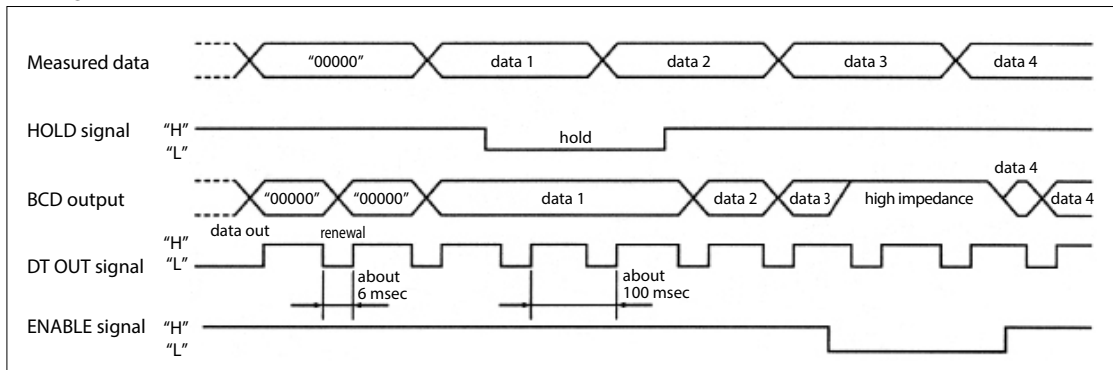 Measured data "00000" data 1 data 2 data 3 data 4
HOLD signal "H" hold
"L"
data 4
BCD output "00000" "00000" data 1 data 2 data 3 high impedance data 4
data out renewal
DT OUT signal "H"
"L"
about
6 msec
about
100 msec
ENABLE signal "H"
"L"